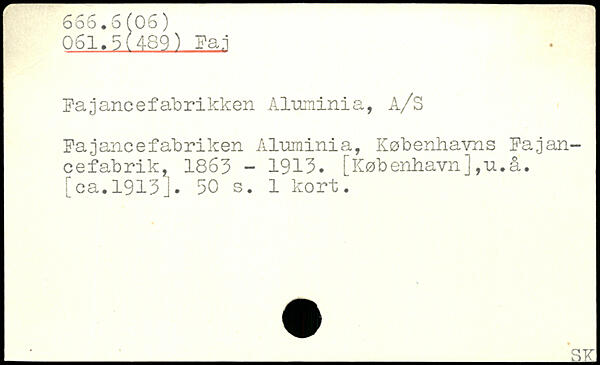 666.6(06)
061.5(489) Faj
Fajancefabrikken Aluminia, A/S
Fajancefabriken Aluminia, Københavns Fajan-
cefabrik, 1863 - 1913. [København],u.å.
[ca.1913]. 50 s. 1 kort.
SK